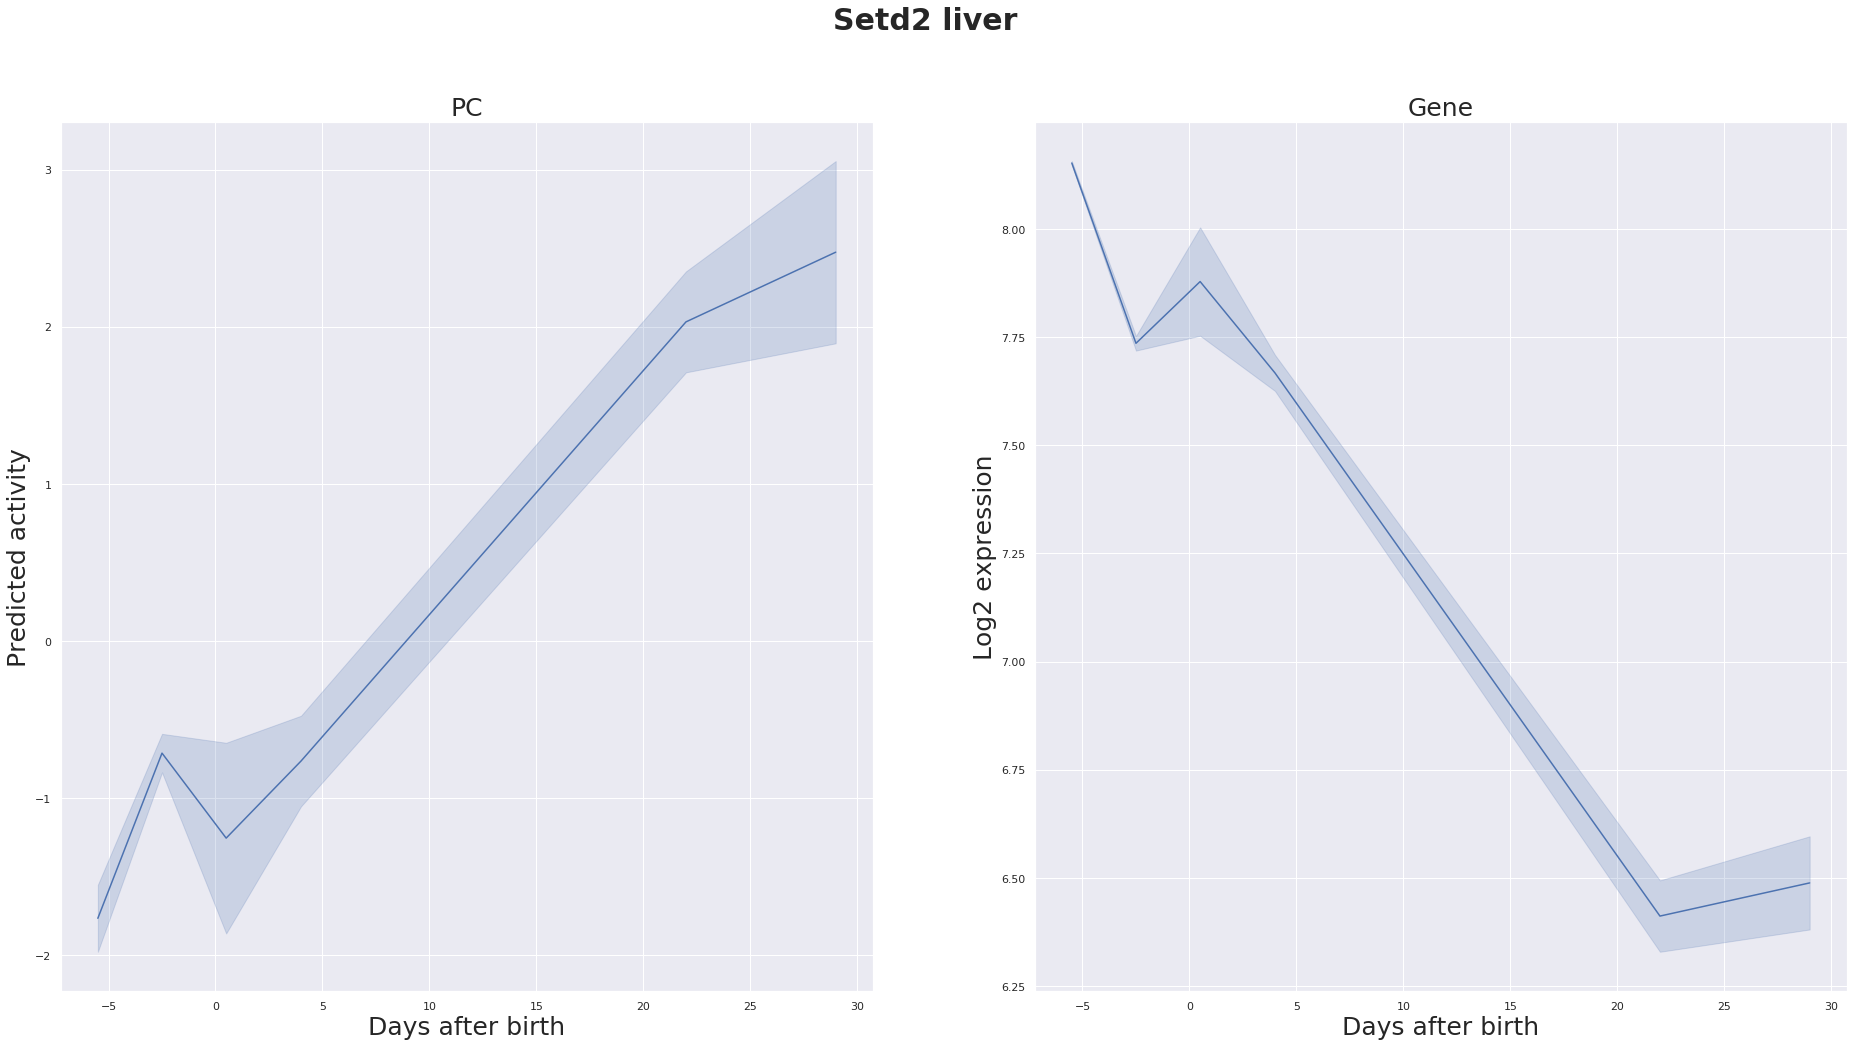 Setd2 liver
PC
Predicted activity
3
2
1
0
−1
−2
−5 0 5 10 15 20 25 30
Days after birth
Gene
Log2 expression
8.00
7.75
7.50
7.25
7.00
6.75
6.50
6.25
−5 0 5 10 15 20 25 30
Days after birth